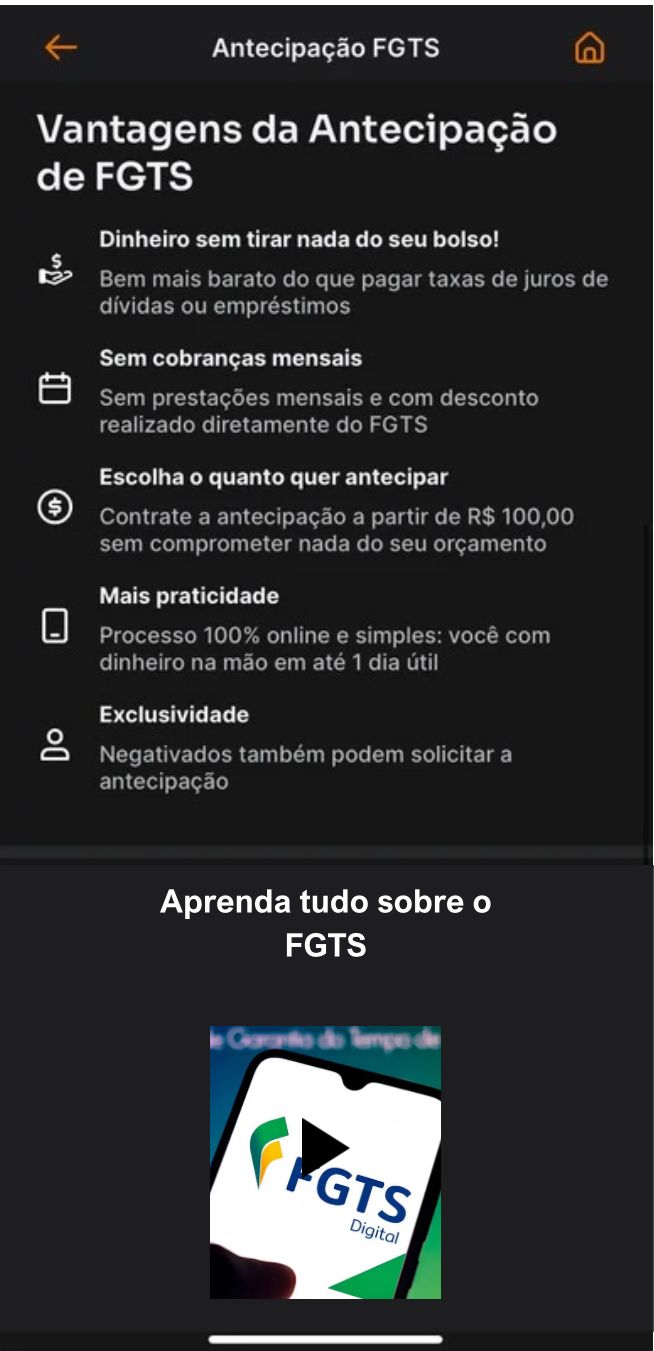 Antecipação FGTS
Vantagens da Antecipação
de FGTS
Dinheiro sem tirar nada do seu bolso!
Bem mais barato do que pagar taxas de juros de
dívidas ou empréstimos
Sem cobranças mensais
Sem prestações mensais e com desconto
realizado diretamente do FGTS
Escolha o quanto quer antecipar
Contrate a antecipação a partir de R$ 100,00
sem comprometer nada do seu orçamento
Mais praticidade
Processo 100% online e simples: você com
dinheiro na mão em até 1 dia útil
Exclusividade
Negativados também podem solicitar a
antecipação
Aprenda tudo sobre o
FGTS
Garantia do Tempo de
FGTS
Digital